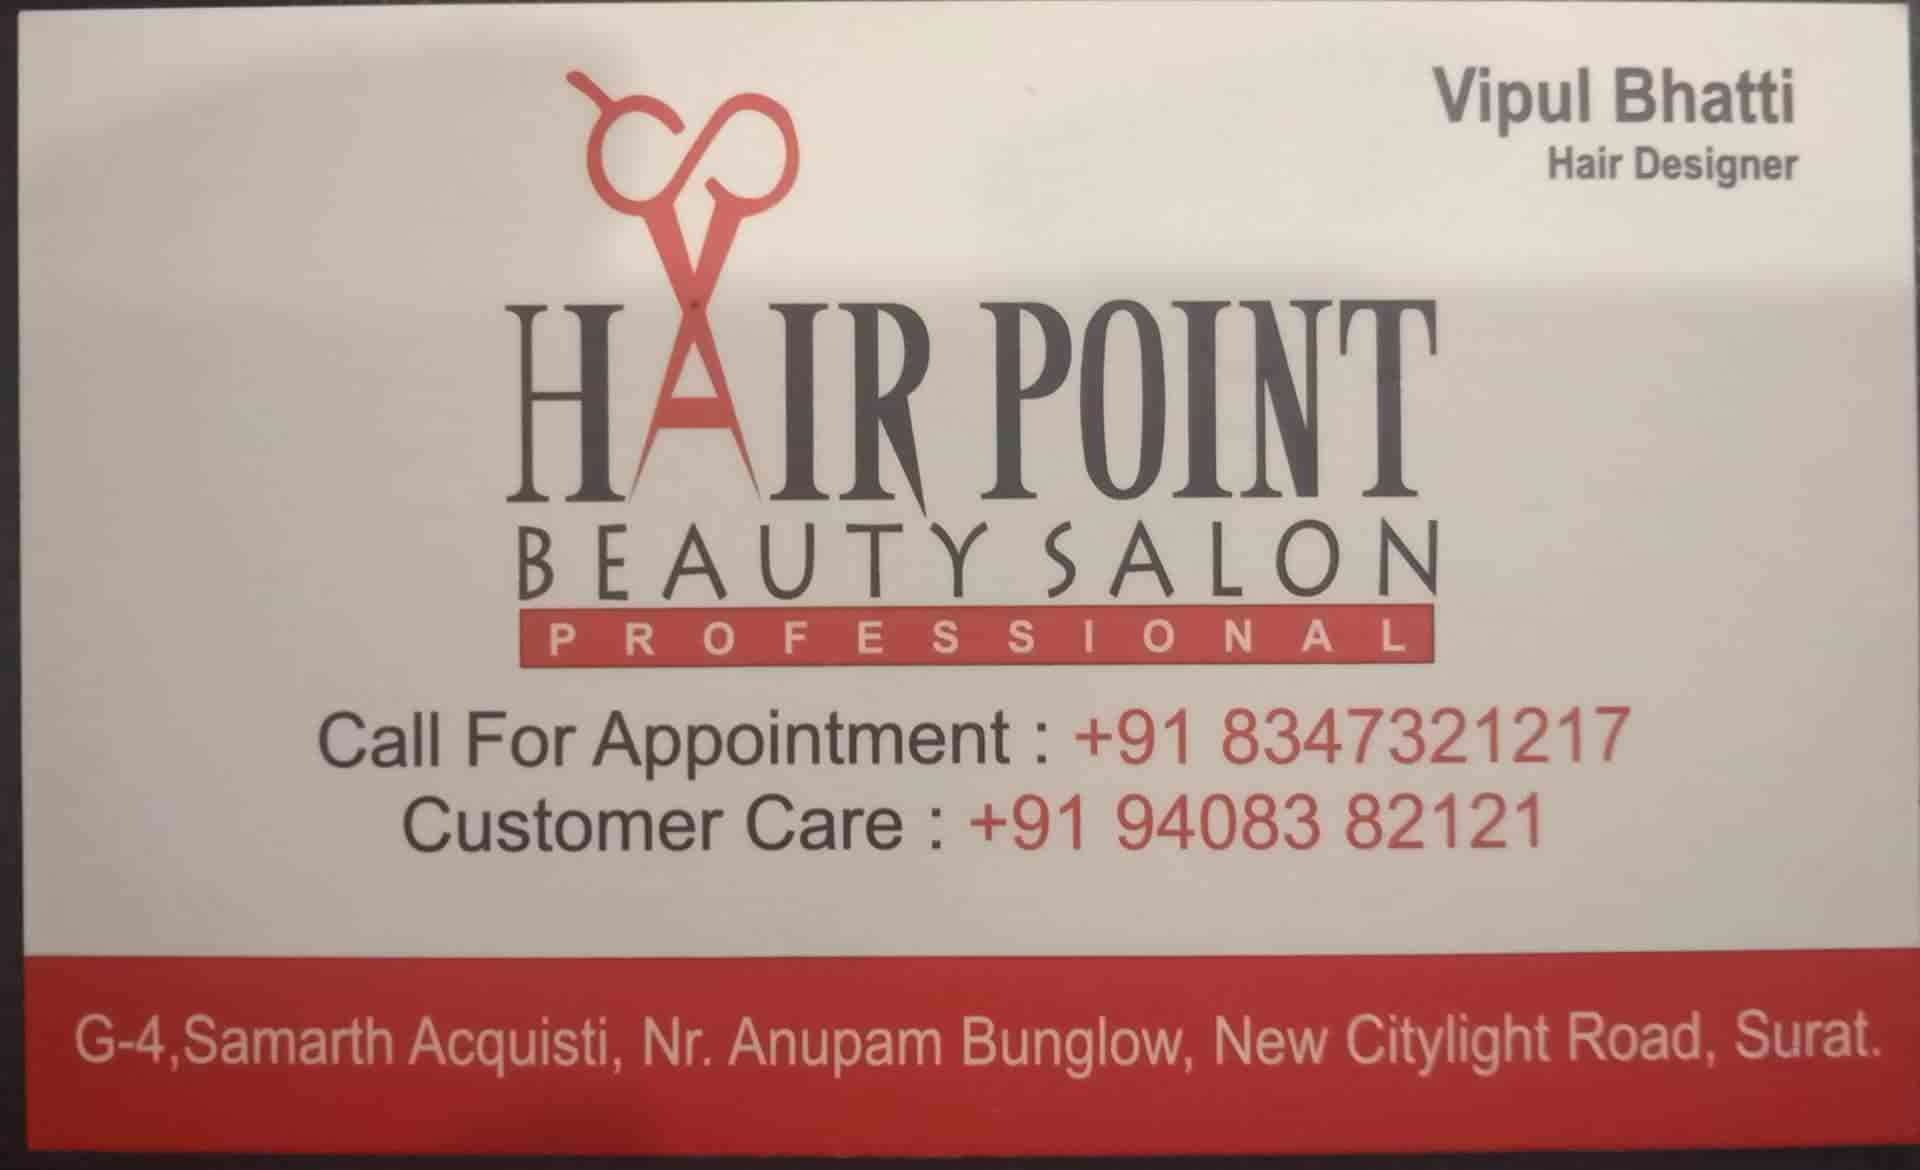 Vipul Bhatti
Hair Designer
HAIR POINT
BEAUTY SALON
PROFESSIONAL
Call For Appointment : +91 8347321217
Customer Care : +91 94083 82121
G-4,Samarth Acquisti, Nr. Anupam Bunglow, New Citylight Road, Surat.